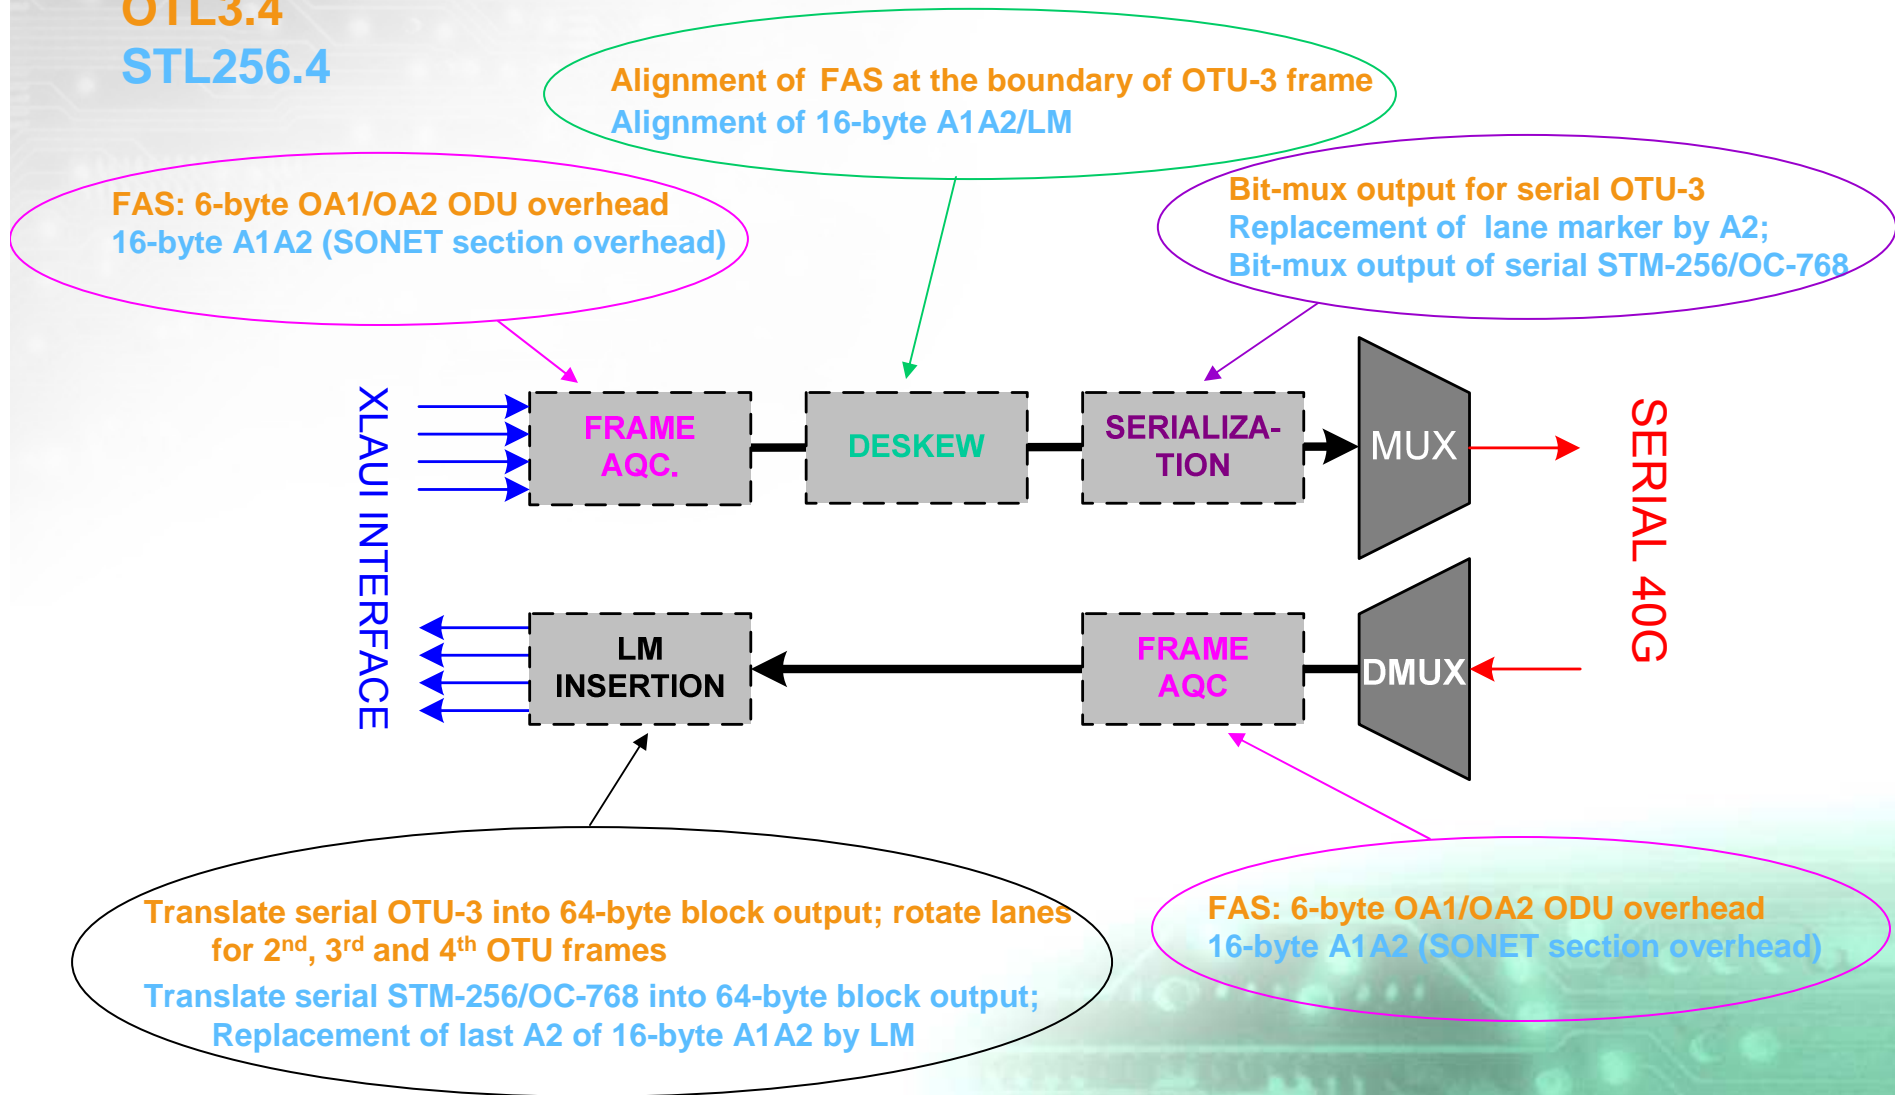 OTL3.4
STL256.4
Alignment of FAS at the boundary of OTU-3 frame
Alignment of 16-byte A1A2/LM
FAS: 6-byte OA1/OA2 ODU overhead
16-byte A1A2 (SONET section overhead)
Bit-mux output for serial OTU-3
Replacement of lane marker by A2;
Bit-mux output of serial STM-256/OC-768
XLAUI INTERFACE
FRAME
AQC.
DESKEW
SERIALIZA-
TION
MUX
SERIAL 40G
LM
INSERTION
FRAME
AQC
DMUX
Translate serial OTU-3 into 64-byte block output; rotate lanes
for 2nd, 3rd and 4th OTU frames
Translate serial STM-256/OC-768 into 64-byte block output;
Replacement of last A2 of 16-byte A1A2 by LM
FAS: 6-byte OA1/OA2 ODU overhead
16-byte A1A2 (SONET section overhead)